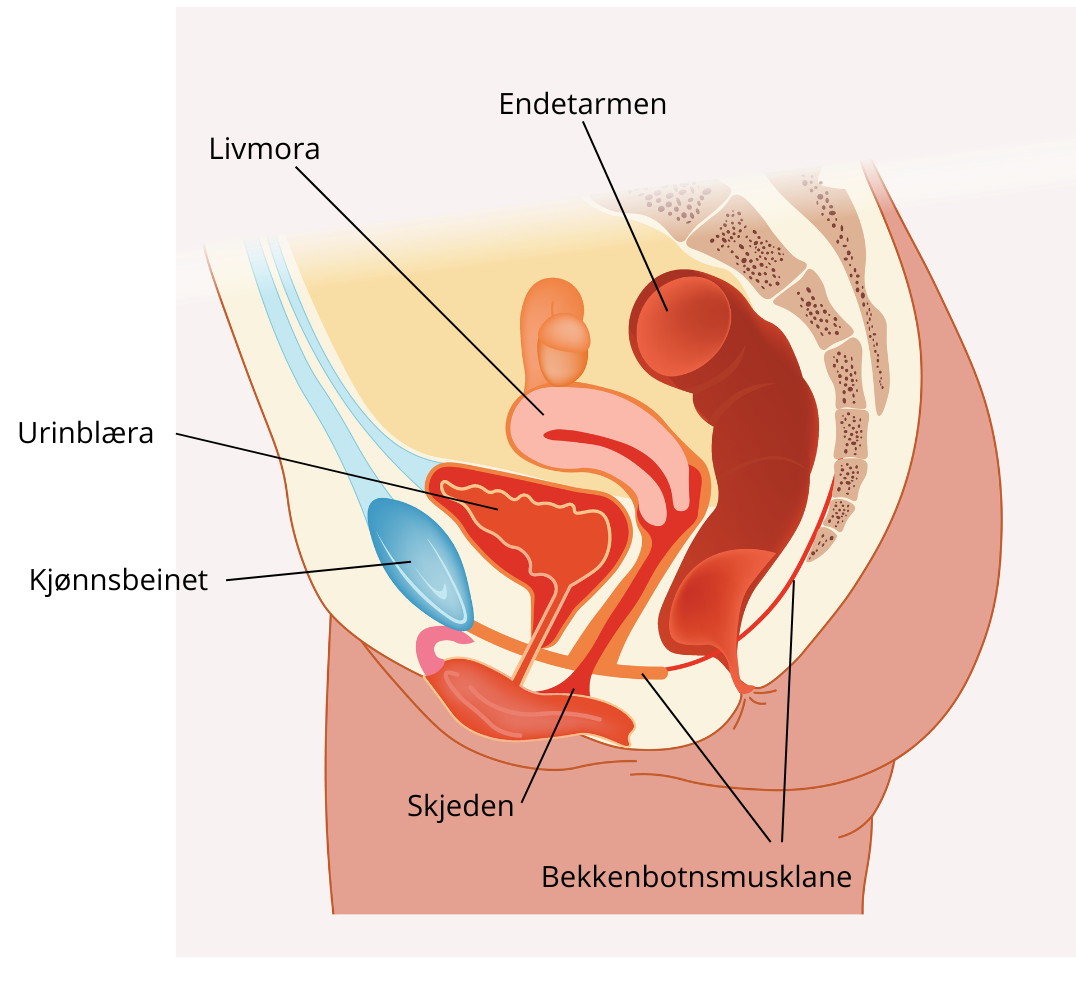 Endetarmen
Livmora
Urinblæra
Kjønnsbeinet
Skjeden
Bekkenbotnsmusklane